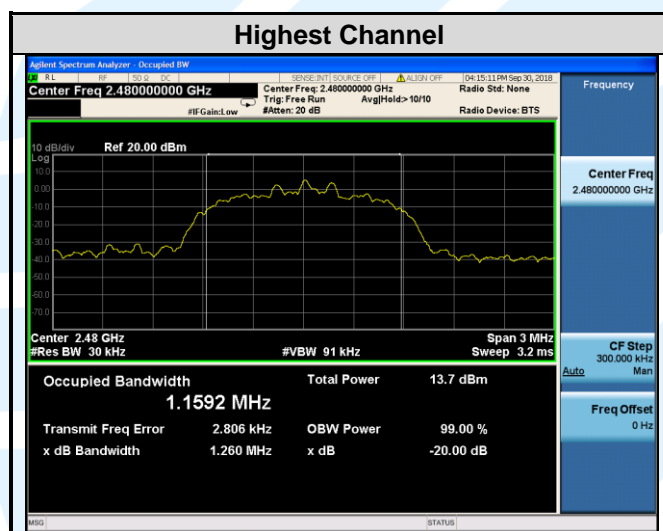 Highest Channel
Agilent Spectrum Analyzer - Occupied BW
RL RF 50 Ω DC SENSE:INT SOURCE OFF ALIGN OFF 04:15:11 PM Sep 30, 2018
Center Freq 2.480000000 GHz Center Freq: 2.480000000 GHz Radio Std: None Frequency
Trig: Free Run Avg|Hold:> 10/10
#IFGain:Low #Atten: 20 dB Radio Device: BTS
10 dB/div Ref 20.00 dBm
Log
10.0
0.00
-10.0
-20.0
-30.0
-40.0
-50.0
-60.0
-70.0
Center Freq
2.480000000 GHz
Center 2.48 GHz Span 3 MHz
#Res BW 30 kHz #VBW 91 kHz Sweep 3.2 ms
CF Step
300.000 kHz
Auto Man
Occupied Bandwidth Total Power 13.7 dBm
1.1592 MHz
Freq Offset
0 Hz
Transmit Freq Error 2.806 kHz OBW Power 99.00 %
x dB Bandwidth 1.260 MHz x dB -20.00 dB
MSG STATUS